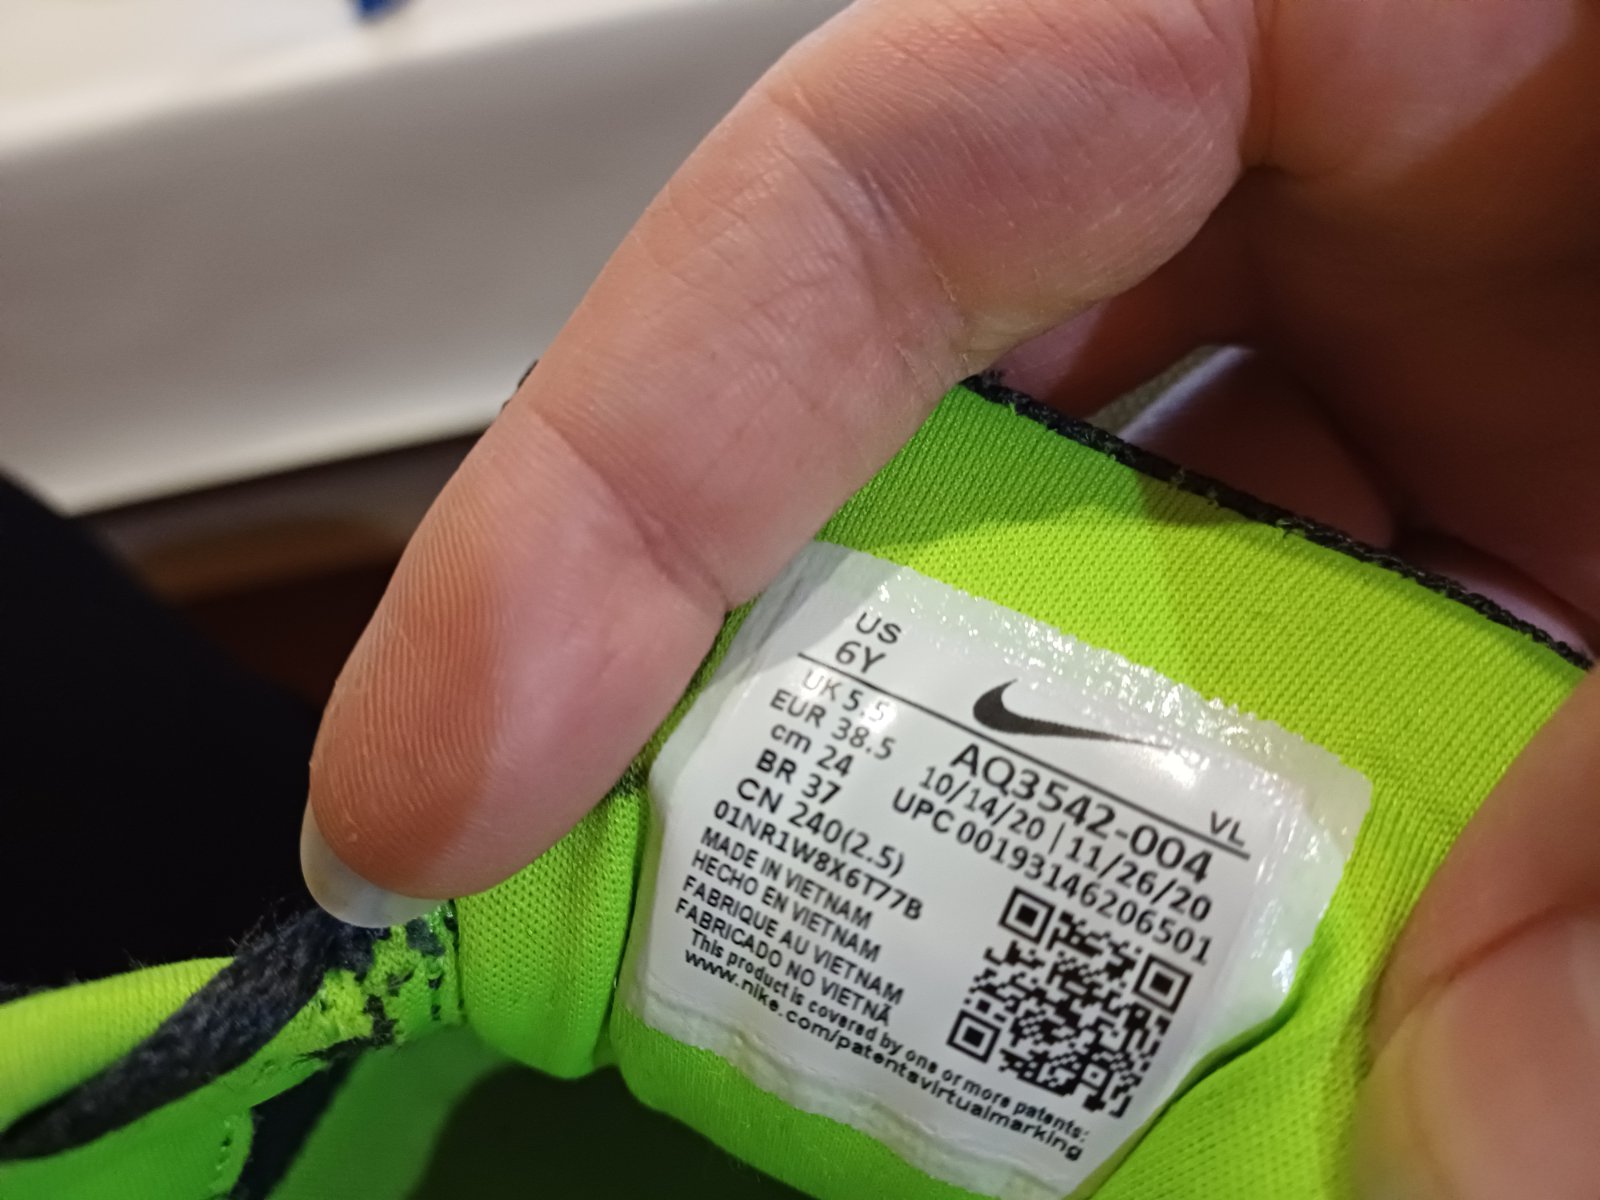 US
6Y
UK 5.5
EUR 38.5
cm 24
BR 37
CN 240(2.5)
01NR1W8X6T77B
MADE IN VIETNAM
HECHO EN VIETNAM
FABRIQUE AU VIETNAM
FABRICADO NO VIETNÃ
This product is covered by one or more patents:
www.nike.com/patentsvirtualmarking
VL
AQ3542-004
10/14/20 | 11/26/20
UPC 00193146206501